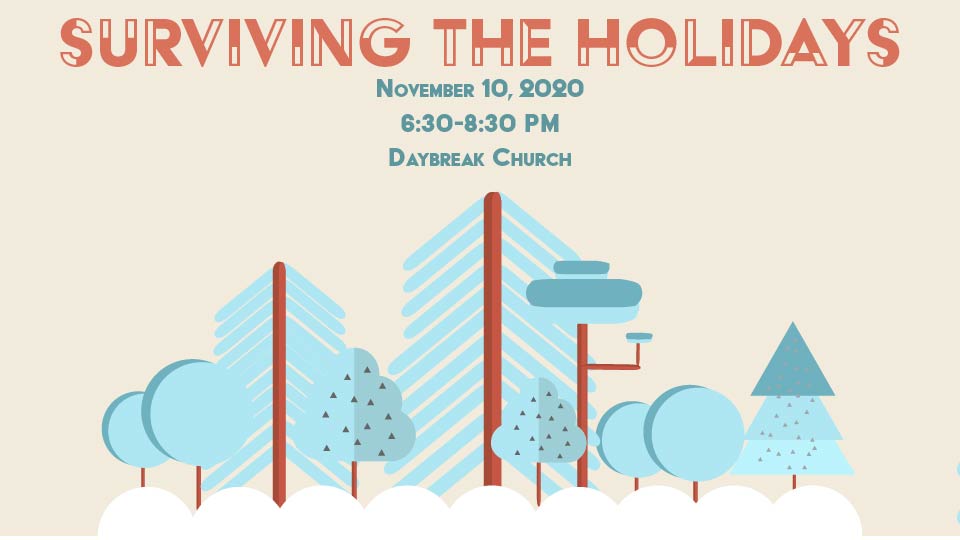 SURVIVING THE HOLIDAYS
November 10, 2020
6:30-8:30 PM
Daybreak Church